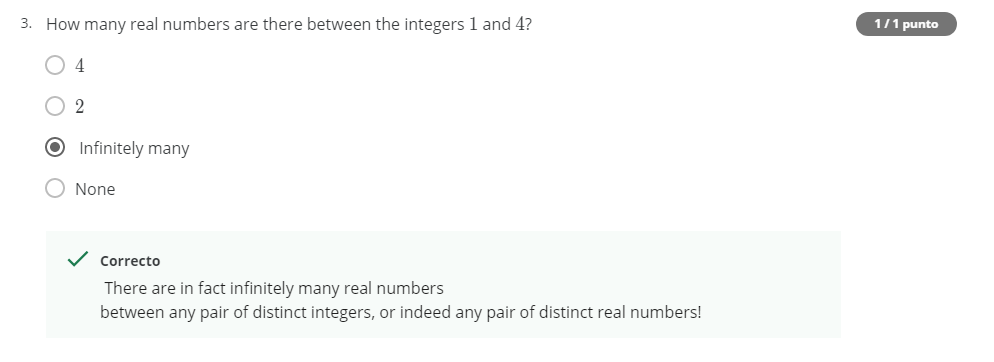 3. How many real numbers are there between the integers 1 and 4?
1 / 1 punto
4
2
Infinitely many
None
Correcto
There are in fact infinitely many real numbers
between any pair of distinct integers, or indeed any pair of distinct real numbers!